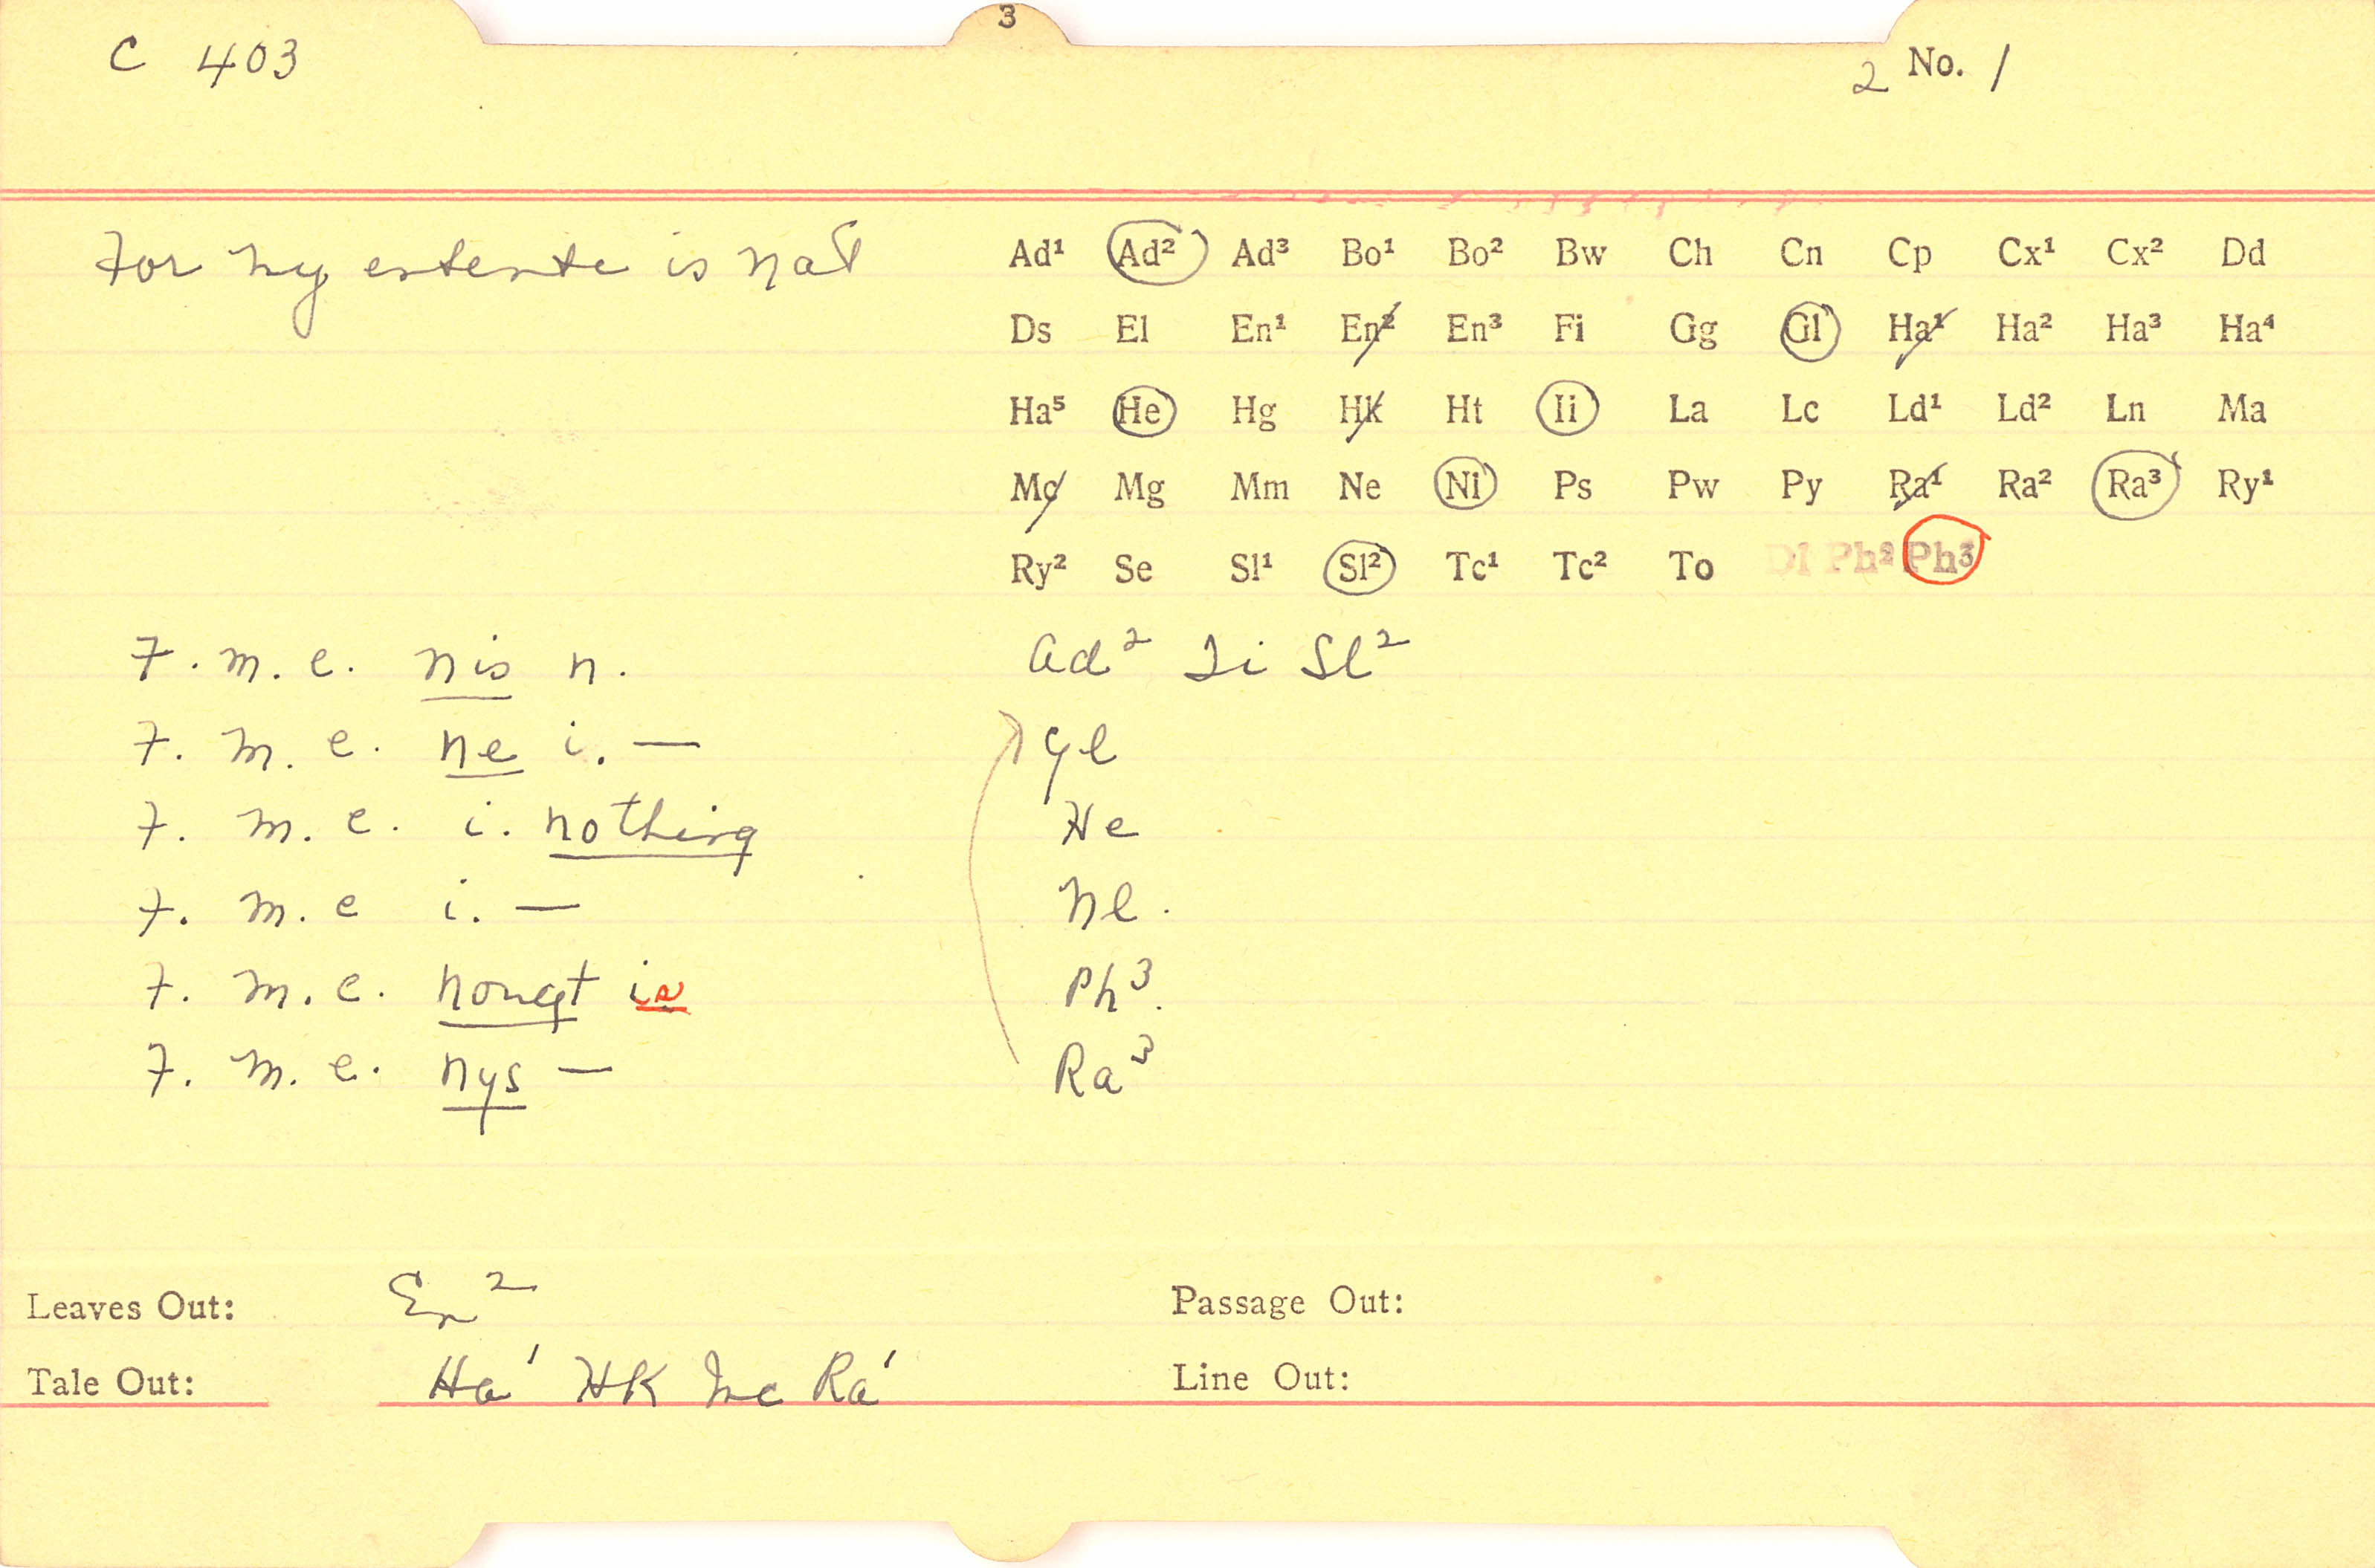 3
C 403
2 No. 1
For my entente is nat
Ad¹ Ad² Ad³ Bo¹ Bo² Bw Ch Cn Cp Cx¹ Cx² Dd
Ds El En¹ En² En³ Fi Gg Gl Ha¹ Ha² Ha³ Ha⁴
Ha⁵ He Hg Hk Ht Ii La Lc Ld¹ Ld² Ln Ma
Mc Mg Mm Ne Ni Ps Pw Py Ra¹ Ra² Ra³ Ry¹
Ry² Se Sl¹ Sl² Tc¹ Tc² To Dl Ph² Ph³
F. m. e. nis n. Ad² Ii Sl²
F. m. e. ne i. — Gl
F. m. e. i. nothing He
F. m. e i. — Nl.
F. m. e. nougt is Ph³.
F. m. e. nys — Ra³
Leaves Out: En² Passage Out:
Tale Out: Ha¹ Hk Mc Ra¹ Line Out: